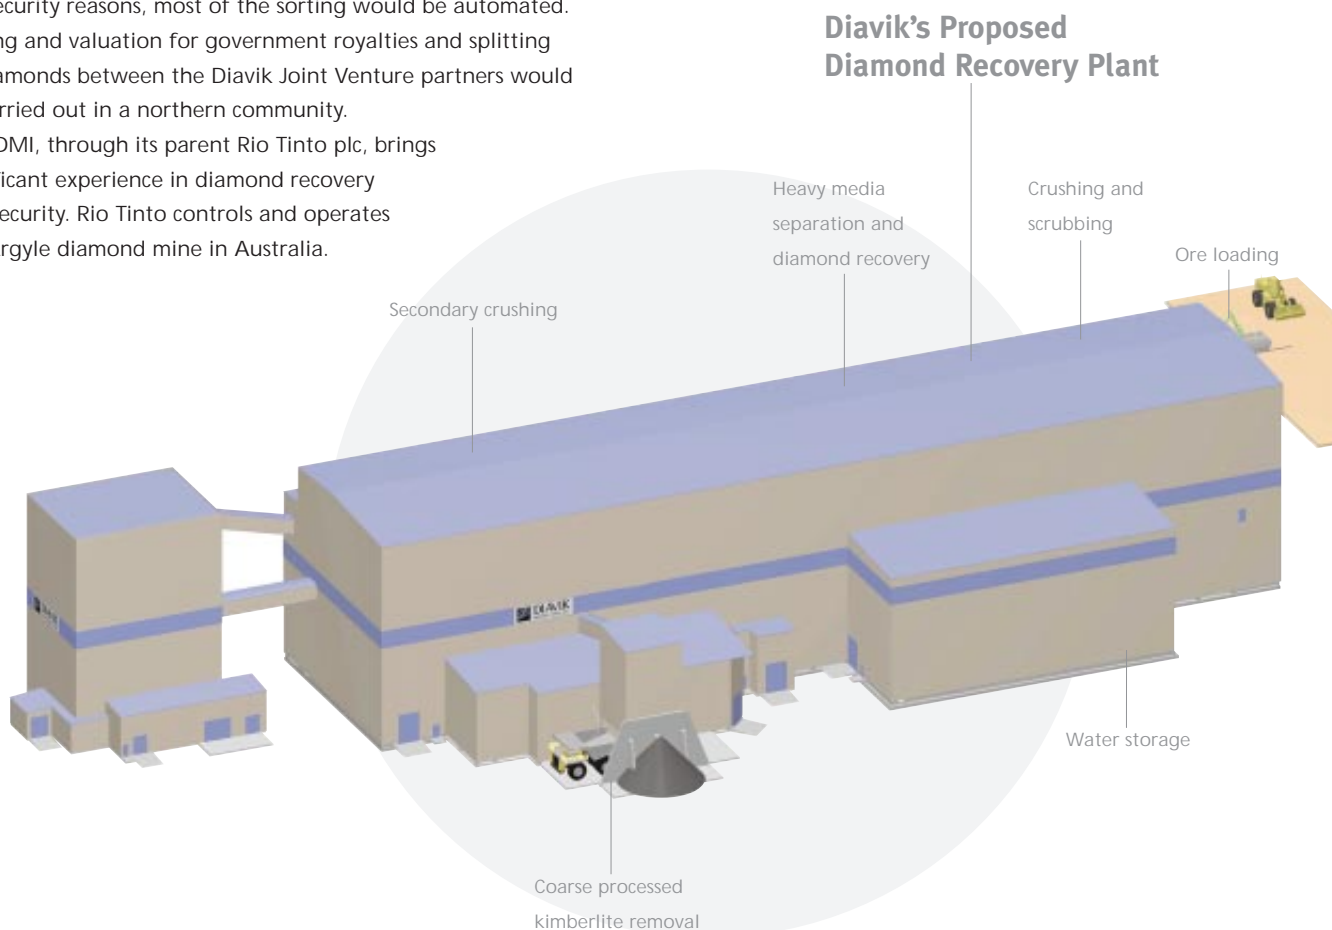 ecurity reasons, most of the sorting would be automated.
ng and valuation for government royalties and splitting
amonds between the Diavik Joint Venture partners would
rried out in a northern community.
DMI, through its parent Rio Tinto plc, brings
ficant experience in diamond recovery
ecurity. Rio Tinto controls and operates
rgyle diamond mine in Australia.
Diavik's Proposed
Diamond Recovery Plant
Heavy media
separation and
diamond recovery
Crushing and
scrubbing
Ore loading
Secondary crushing
DIAVIK
DIAVIK
Water storage
Coarse processed
kimberlite removal